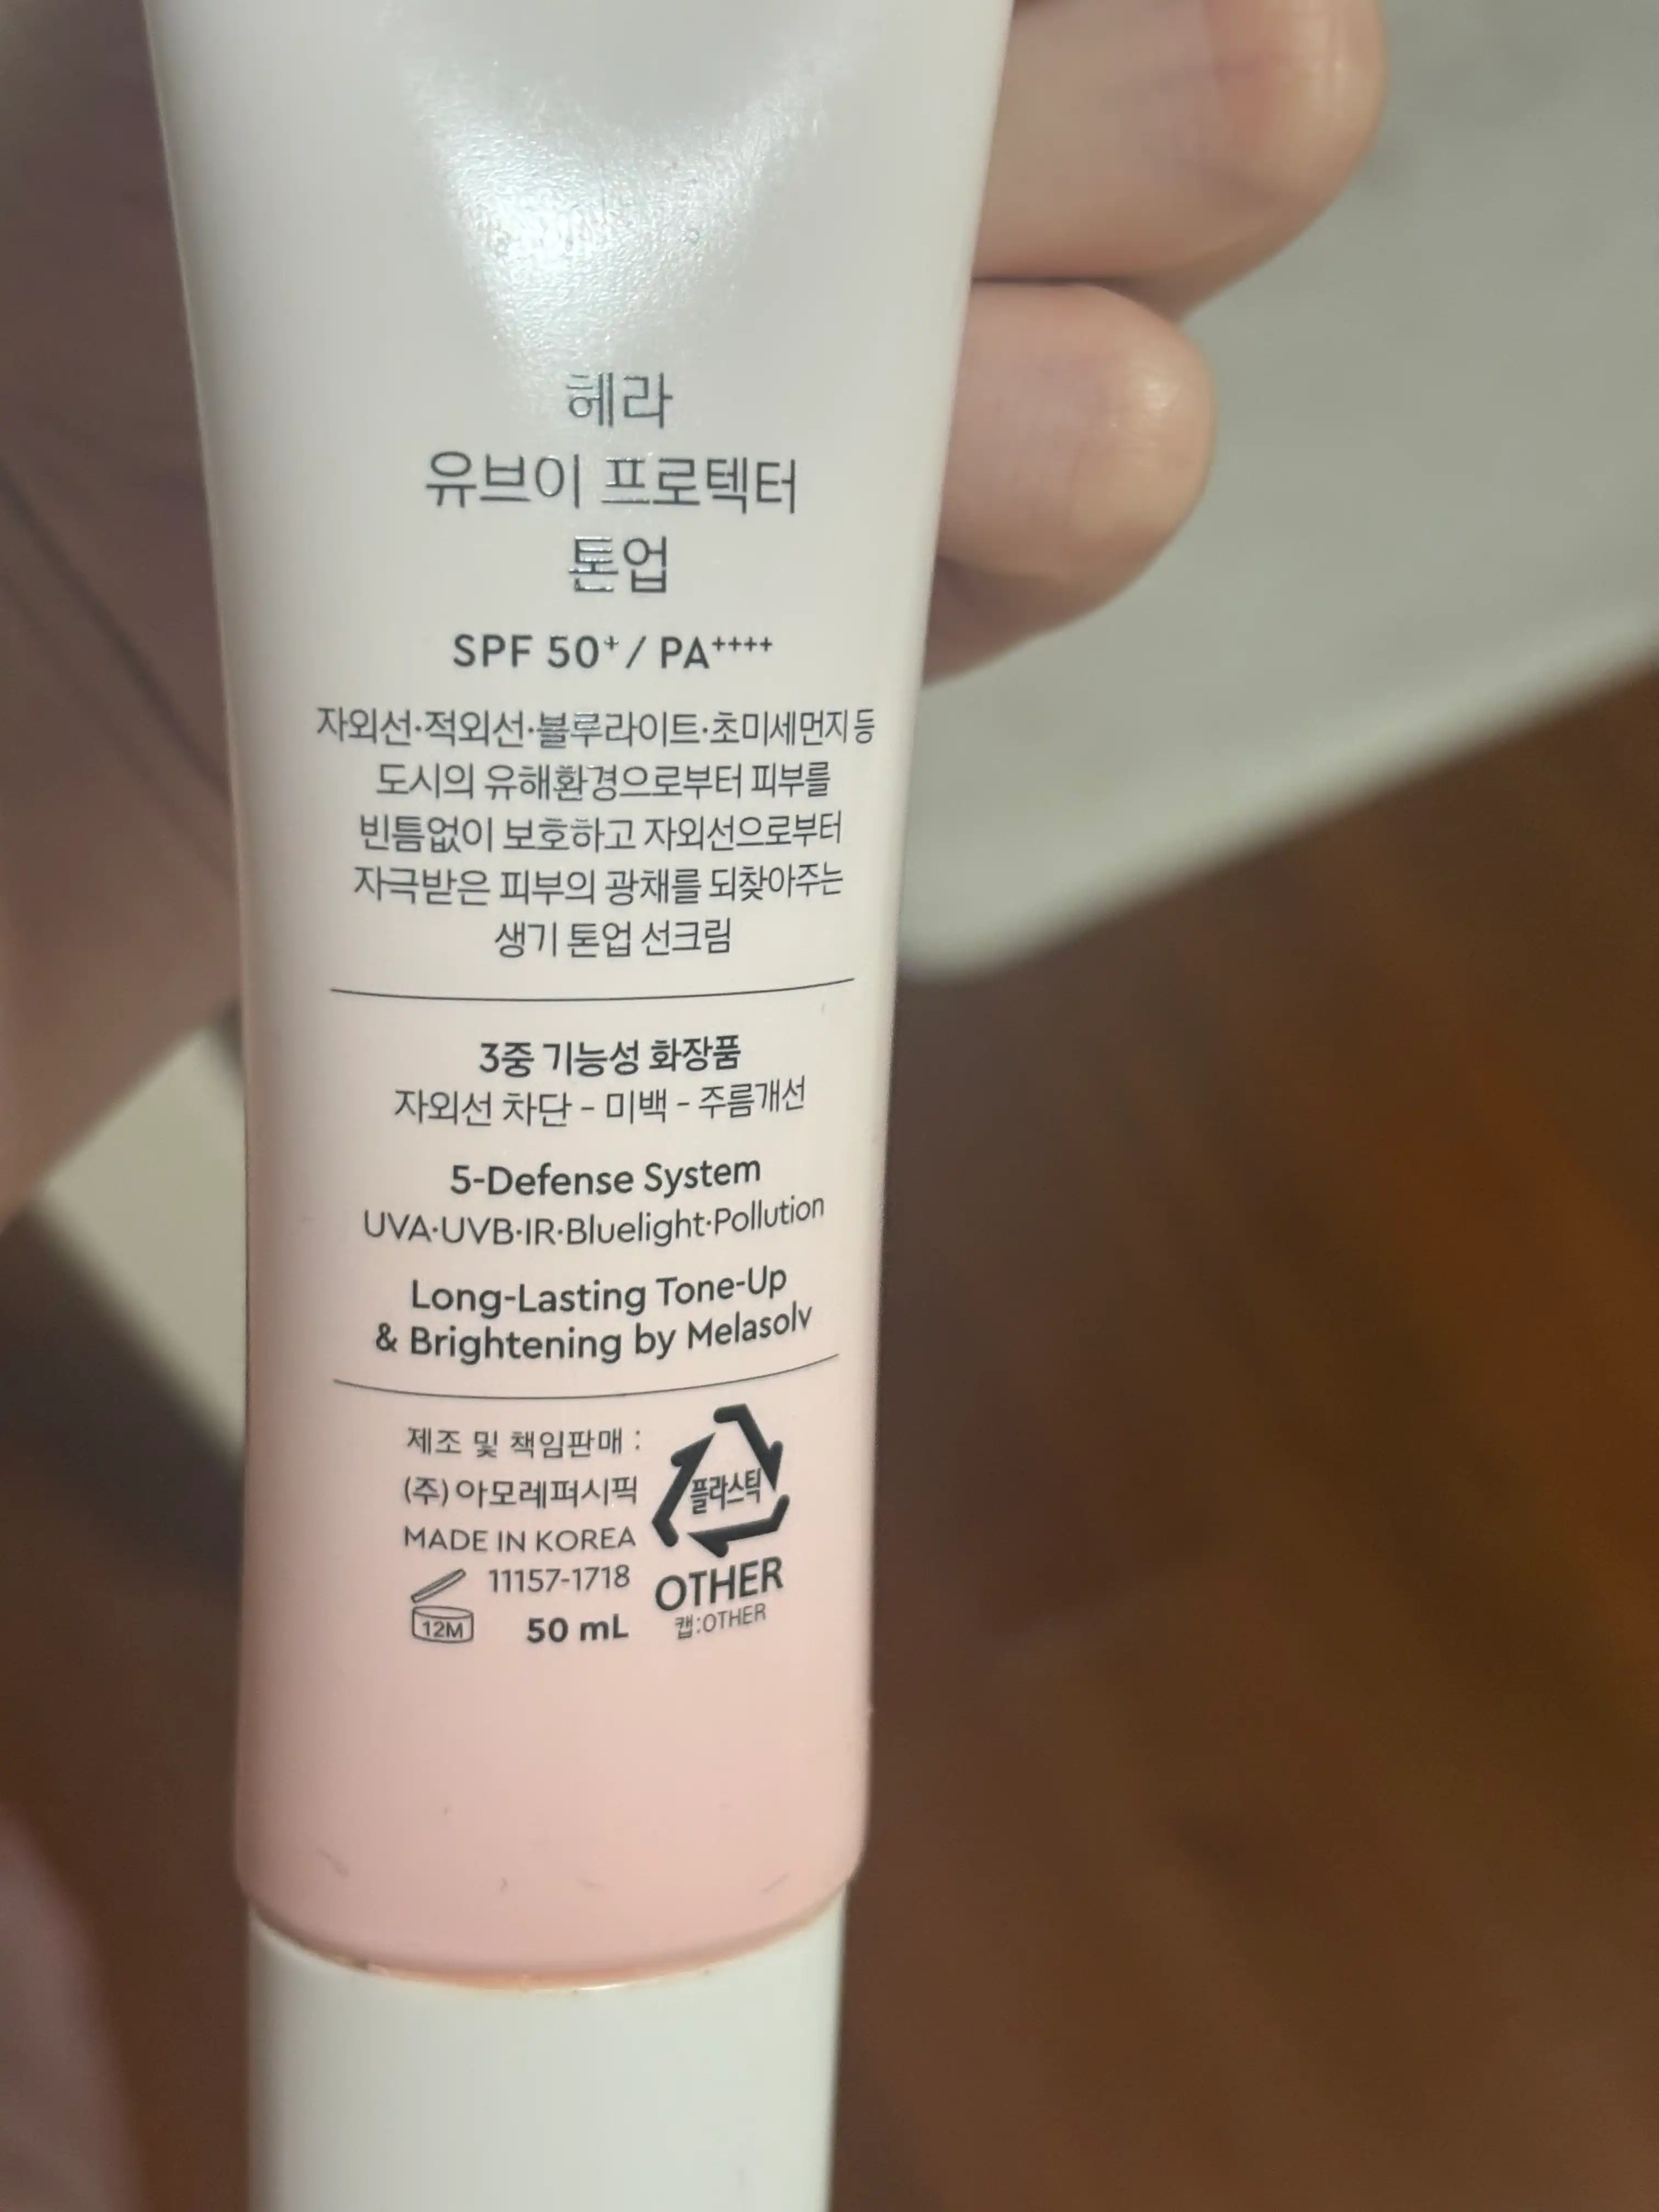 헤라
유브이 프로텍터
톤업
SPF 50+ / PA++++
자외선·적외선·블루라이트·초미세먼지 등
도시의 유해환경으로부터 피부를
빈틈없이 보호하고 자외선으로부터
자극받은 피부의 광채를 되찾아주는
생기 톤업 선크림
3중 기능성 화장품
자외선 차단 - 미백 - 주름개선
5-Defense System
UVA·UVB·IR·Bluelight·Pollution
Long-Lasting Tone-Up
& Brightening by Melasolv
제조 및 책임판매 :
(주)아모레퍼시픽
MADE IN KOREA
11157-1718
12M
50 mL
플라스틱
OTHER
캡:OTHER